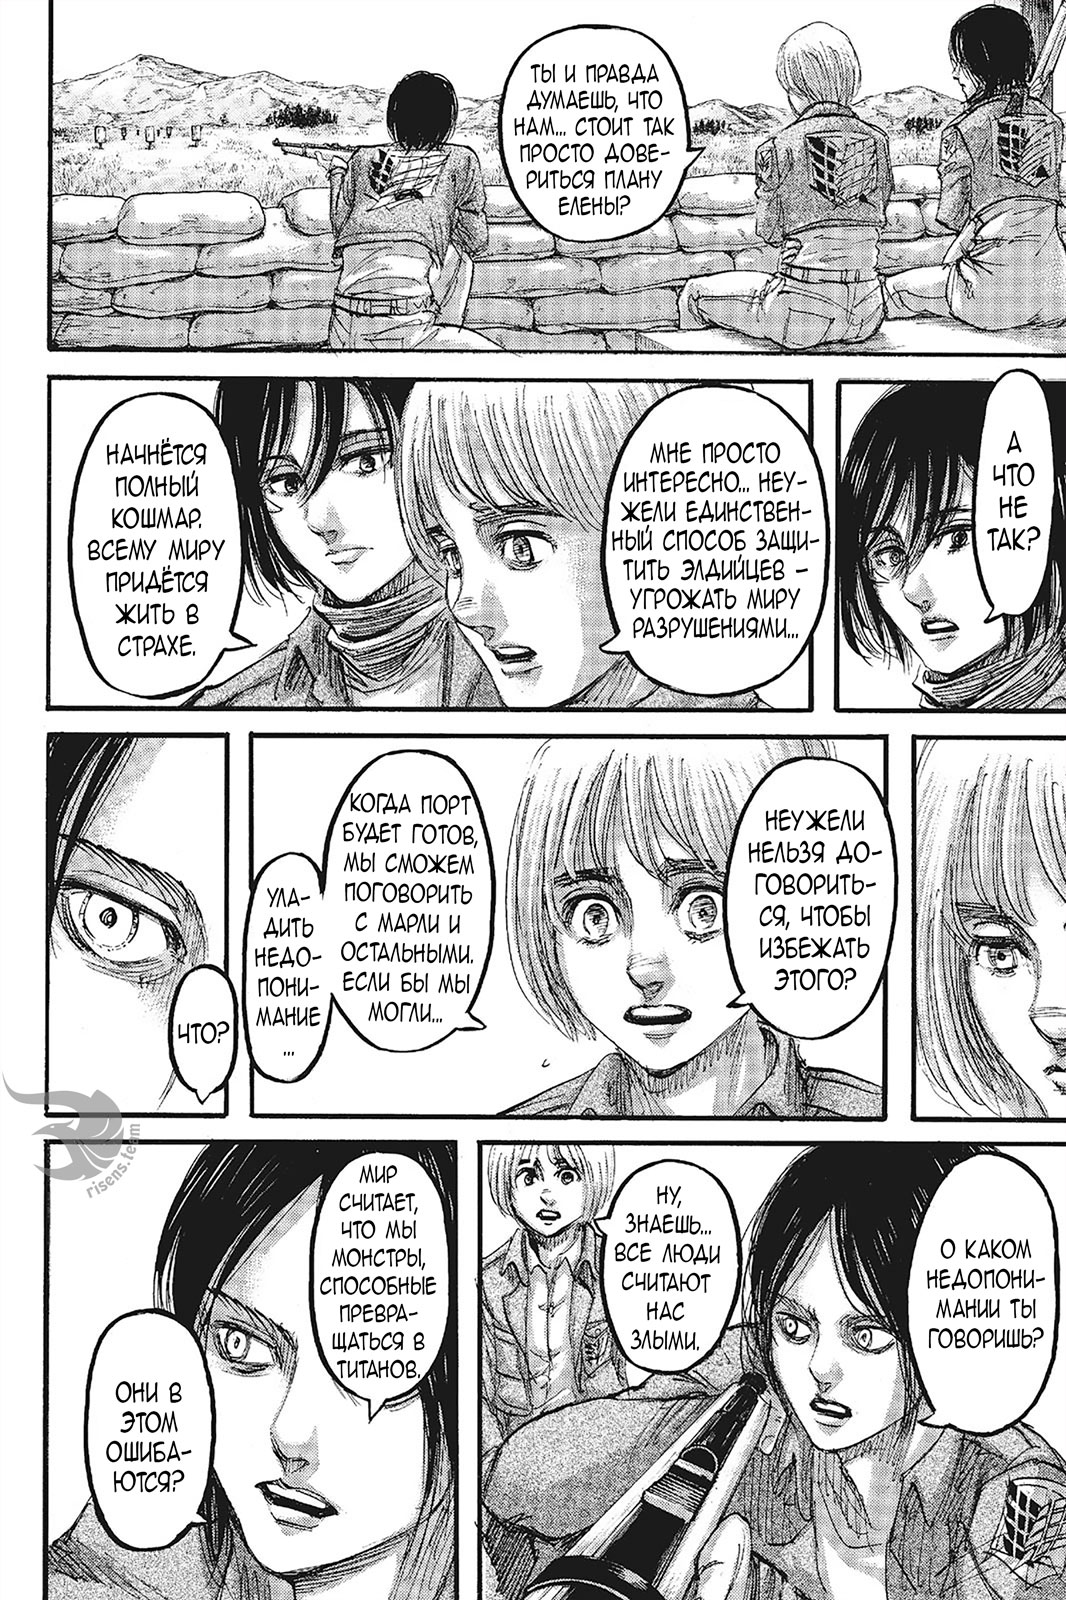 ТЫ И ПРАВДА
ДУМАЕШЬ, ЧТО
НАМ... СТОИТ ТАК
ПРОСТО ДОВЕ-
РИТЬСЯ ПЛАНУ
ЕЛЕНЫ?
А
ЧТО
НЕ
ТАК?
МНЕ ПРОСТО
ИНТЕРЕСНО... НЕУ-
ЖЕЛИ ЕДИНСТВЕН-
НЫЙ СПОСОБ ЗАЩИ-
ТИТЬ ЭЛДИЙЦЕВ –
УГРОЖАТЬ МИРУ
РАЗРУШЕНИЯМИ...
НАЧНЁТСЯ
ПОЛНЫЙ
КОШМАР.
ВСЕМУ МИРУ
ПРИДЁТСЯ
ЖИТЬ В
СТРАХЕ.
НЕУЖЕЛИ
НЕЛЬЗЯ ДО-
ГОВОРИТЬ-
СЯ, ЧТОБЫ
ИЗБЕЖАТЬ
ЭТОГО?
КОГДА ПОРТ
БУДЕТ ГОТОВ,
МЫ СМОЖЕМ
ПОГОВОРИТЬ
С МАРЛИ И
ОСТАЛЬНЫМИ.
ЕСЛИ БЫ МЫ
МОГЛИ...
УЛА-
ДИТЬ
НЕДО-
ПОНИ-
МАНИЕ
...
ЧТО?
О КАКОМ
НЕДОПОНИ-
МАНИИ ТЫ
ГОВОРИШЬ?
НУ,
ЗНАЕШЬ...
ВСЕ ЛЮДИ
СЧИТАЮТ
НАС
ЗЛЫМИ.
МИР
СЧИТАЕТ,
ЧТО МЫ
МОНСТРЫ,
СПОСОБНЫЕ
ПРЕВРА-
ЩАТЬСЯ В
ТИТАНОВ.
ОНИ В
ЭТОМ
ОШИБА-
ЮТСЯ?
risens.team